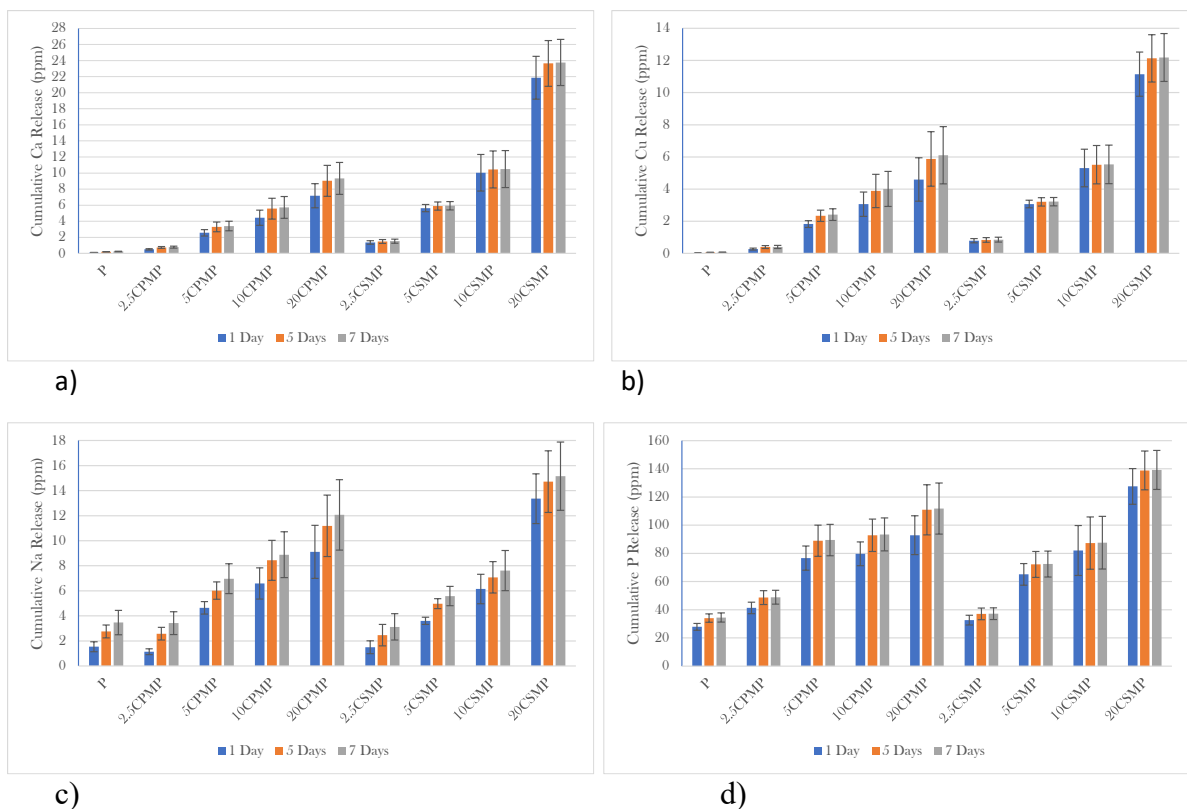 Cumulative Ca Release (ppm)
28
26
24
22
20
18
16
14
12
10
8
6
4
2
0
P
2.5CPMP
5CPMP
10CPMP
20CPMP
2.5CSMP
5CSMP
10CSMP
20CSMP
1 Day 5 Days 7 Days
a)
Cumulative Cu Release (ppm)
14
12
10
8
6
4
2
0
P
2.5CPMP
5CPMP
10CPMP
20CPMP
2.5CSMP
5CSMP
10CSMP
20CSMP
1 Day 5 Days 7 Days
b)
Cumulative Na Release (ppm)
18
16
14
12
10
8
6
4
2
0
P
2.5CPMP
5CPMP
10CPMP
20CPMP
2.5CSMP
5CSMP
10CSMP
20CSMP
1 Day 5 Days 7 Days
c)
Cumulative P Release (ppm)
160
140
120
100
80
60
40
20
0
P
2.5CPMP
5CPMP
10CPMP
20CPMP
2.5CSMP
5CSMP
10CSMP
20CSMP
1 Day 5 Days 7 Days
d)